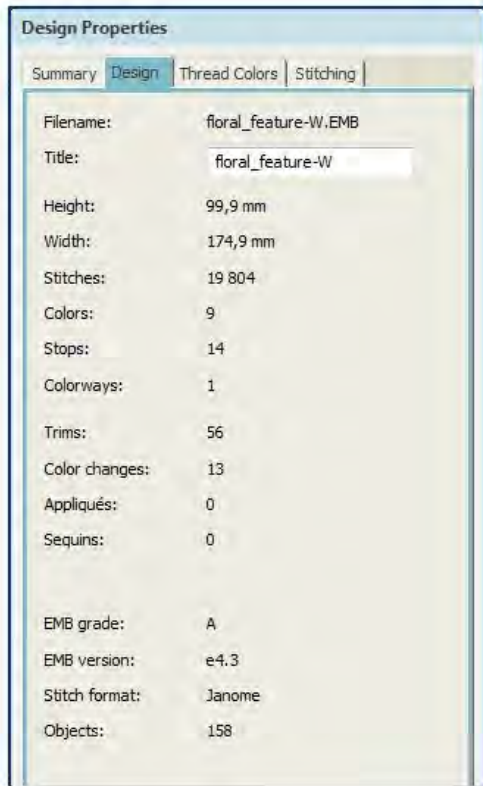 Design Properties
Summary Design Thread Colors Stitching
Filename: floral_feature-W.EMB
Title: floral_feature-W
Height: 99,9 mm
Width: 174,9 mm
Stitches: 19 804
Colors: 9
Stops: 14
Colorways: 1
Trims: 56
Color changes: 13
Appliqués: 0
Sequins: 0
EMB grade: A
EMB version: e4.3
Stitch format: Janome
Objects: 158